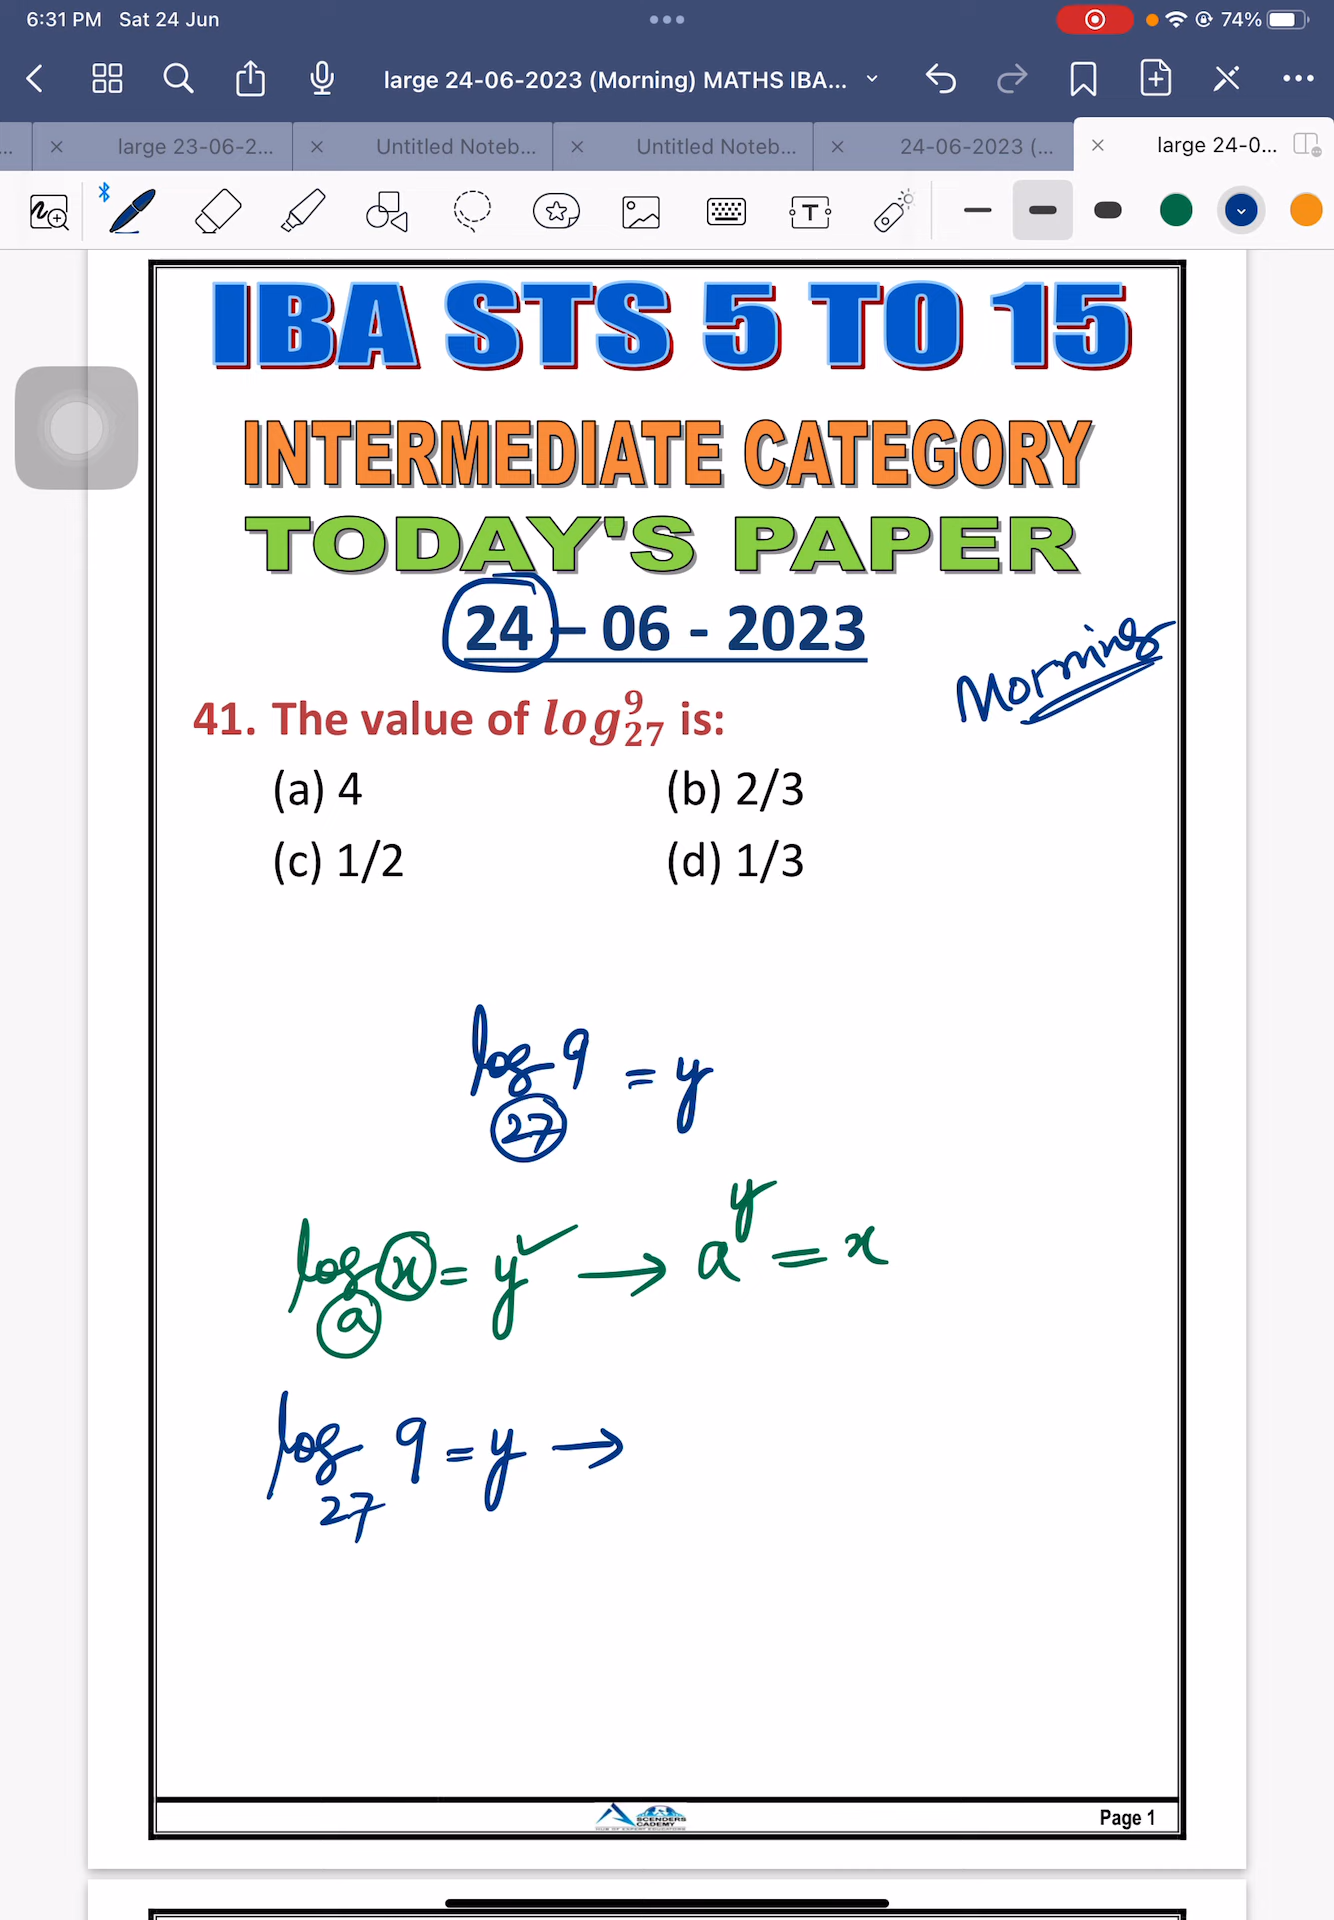 6:31 PM Sat 24 Jun
74%
large 24-06-2023 (Morning) MATHS IBA...
large 23-06-2...
Untitled Noteb...
Untitled Noteb...
24-06-2023 (...
large 24-0...
T
IBA STS 5 TO 15
INTERMEDIATE CATEGORY
TODAY'S PAPER
24 – 06 - 2023
Morning
41. The value of log₂₇⁹ is:
(a) 4
(b) 2/3
(c) 1/2
(d) 1/3
log₂₇ 9 = y
logₐ x = y → aʸ = x
log₂₇ 9 = y →
SCENDERS
CADEMY
Page 1